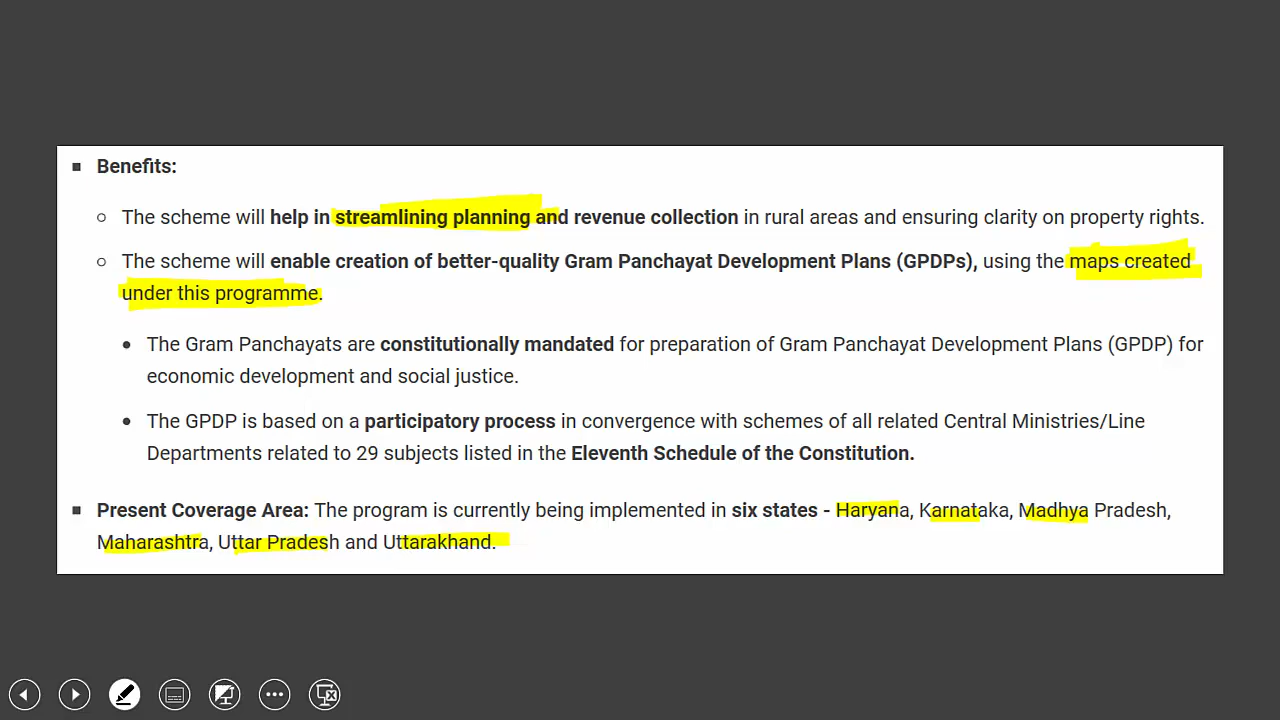 Benefits:
The scheme will help in streamlining planning and revenue collection in rural areas and ensuring clarity on property rights.
The scheme will enable creation of better-quality Gram Panchayat Development Plans (GPDPs), using the maps created
under this programme.
The Gram Panchayats are constitutionally mandated for preparation of Gram Panchayat Development Plans (GPDP) for
economic development and social justice.
The GPDP is based on a participatory process in convergence with schemes of all related Central Ministries/Line
Departments related to 29 subjects listed in the Eleventh Schedule of the Constitution.
Present Coverage Area: The program is currently being implemented in six states - Haryana, Karnataka, Madhya Pradesh,
Maharashtra, Uttar Pradesh and Uttarakhand.